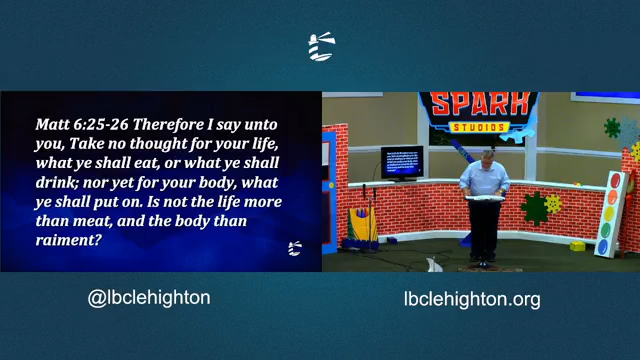 Matt 6:25-26 Therefore I say unto
you, Take no thought for your life,
what ye shall eat, or what ye shall
drink; nor yet for your body, what
ye shall put on. Is not the life more
than meat, and the body than
raiment?
SPARK
STUDIOS
@lbclehighton
lbclehighton.org